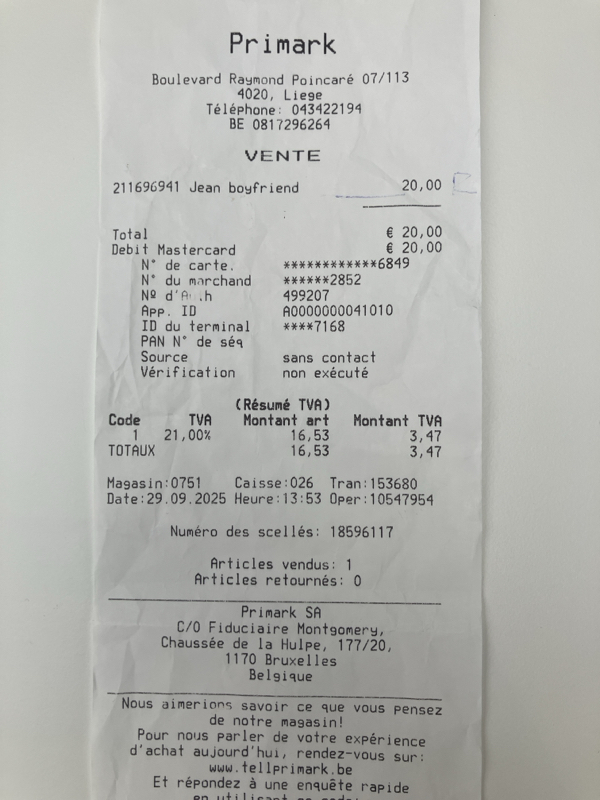 Primark
Boulevard Raymond Poincaré 07/113
4020, Liege
Téléphone: 043422194
BE 0817296264
VENTE
211696941 Jean boyfriend 20,00
Total € 20,00
Debit Mastercard € 20,00
N° de carte. ************6849
N° du marchand ******2852
Nº 499207
App. ID A0000000041010
ID du terminal ****7168
PAN N° de séq
Source sans contact
Vérification non exécuté
(Résumé TVA)
Code TVA Montant art Montant TVA
1 21,00% 16,53 3,47
TOTAUX 16,53 3,47
Magasin:0751 Caisse:026 Tran:153680
Date:29.09.2025 Heure:13:53 Oper:10547954
Numéro des scellés: 18596117
Articles vendus: 1
Articles retournés: 0
Primark SA
C/O Fiduciaire Montgomery,
Chaussée de la Hulpe, 177/20,
1170 Bruxelles
Belgique
Nous aimerions savoir ce que vous pensez
de notre magasin!
Pour nous parler de votre expérience
d'achat aujourd'hui, rendez-vous sur:
www.tellprimark.be
Et répondez à une enquête rapide